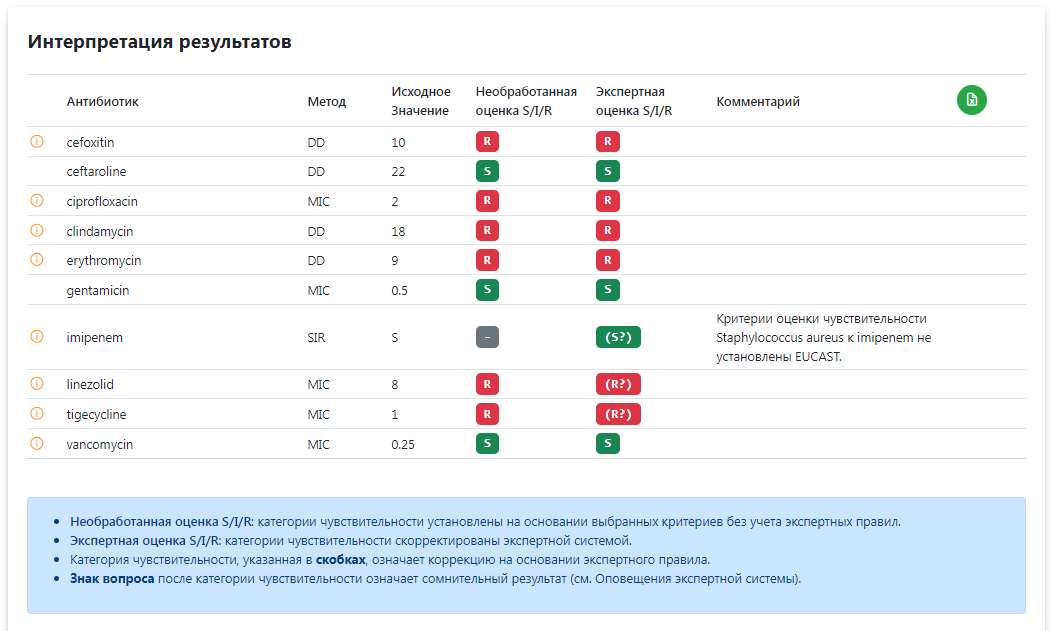 Интерпретация результатов
Антибиотик Метод Исходное Значение Необработанная оценка S/I/R Экспертная оценка S/I/R Комментарий
cefoxitin DD 10 R R
ceftaroline DD 22 S S
ciprofloxacin MIC 2 R R
clindamycin DD 18 R R
erythromycin DD 9 R R
gentamicin MIC 0.5 S S
imipenem SIR S - (S?) Критерии оценки чувствительности
Staphylococcus aureus к imipenem не
установлены EUCAST.
linezolid MIC 8 R (R?)
tigecycline MIC 1 R (R?)
vancomycin MIC 0.25 S S
Необработанная оценка S/I/R: категории чувствительности установлены на основании выбранных критериев без учета экспертных правил.
Экспертная оценка S/I/R: категории чувствительности скорректированы экспертной системой.
Категория чувствительности, указанная в скобках, означает коррекцию на основании экспертного правила.
Знак вопроса после категории чувствительности означает сомнительный результат (см. Оповещения экспертной системы).